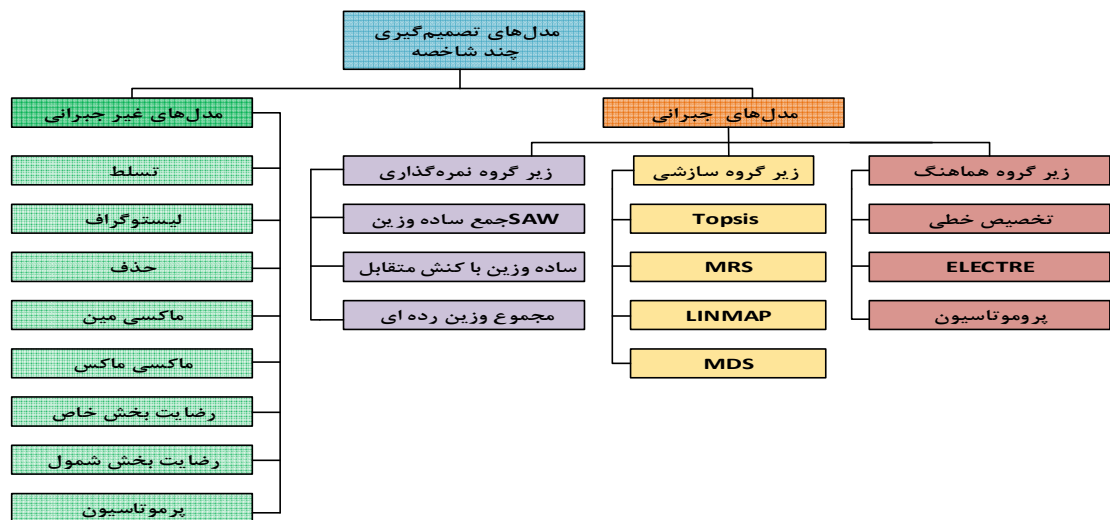 مدل‌های تصمیم‌گیری
چند شاخصه
مدل‌های جبرانی
مدل‌های غیر جبرانی
زیر گروه هماهنگ
تخصیص خطی
ELECTRE
پروموتاسیون
زیر گروه سازشی
Topsis
MRS
LINMAP
MDS
زیر گروه نمره‌گذاری
SAWجمع ساده وزین
ساده وزین با کنش متقابل
مجموع وزین رده ای
تسلط
لیستوگراف
حذف
ماکسی مین
ماکسی ماکس
رضایت بخش خاص
رضایت بخش شمول
پرموتاسیون